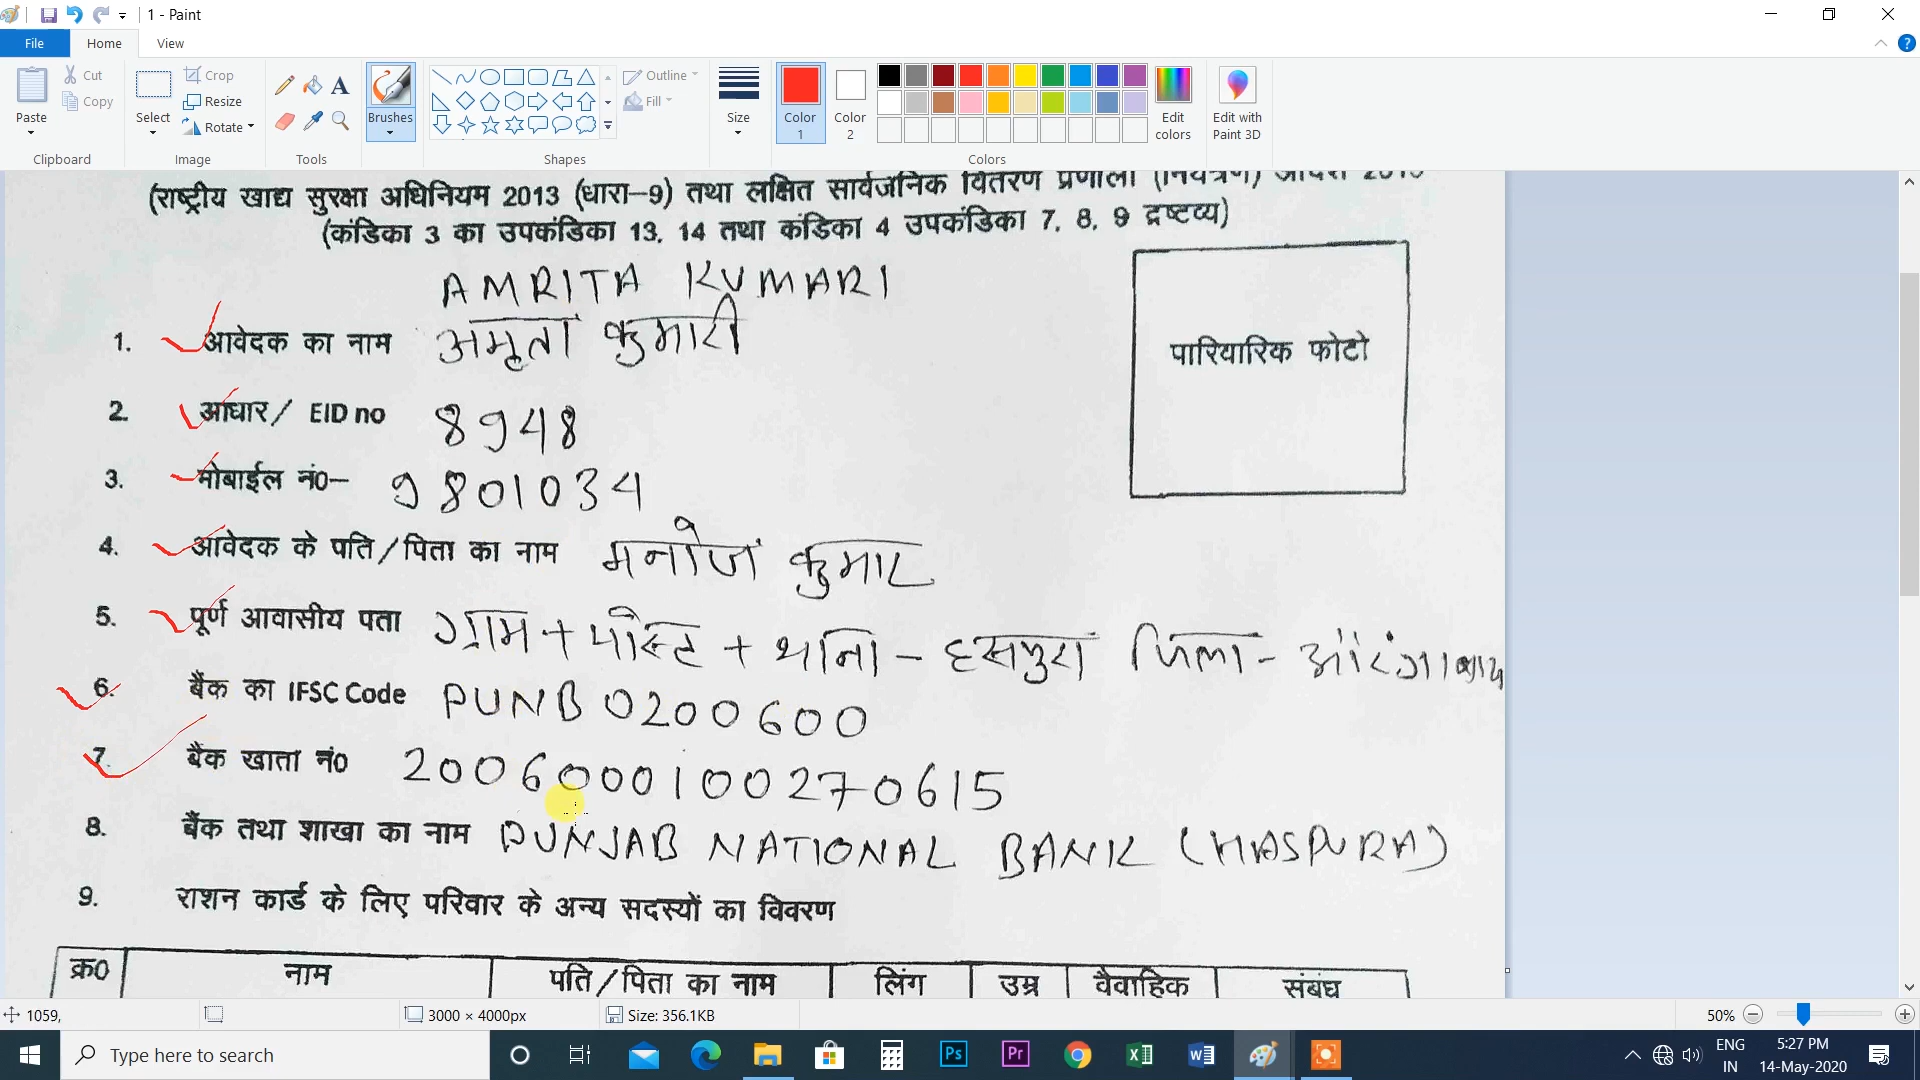 1 - Paint
File Home View
Paste Cut Copy Select Crop Resize Rotate Brushes Outline Fill Size Color 1 Color 2 Edit colors Edit with Paint 3D
Clipboard Image Tools Shapes Colors
(राष्ट्रीय खाद्य सुरक्षा अधिनियम 2013 (धारा-9) तथा लक्षित सार्वजनिक वितरण प्रणाली (नियंत्रण) आदेश
(कंडिका 3 का उपकंडिका 13, 14 तथा कंडिका 4 उपकंडिका 7, 8, 9 द्रष्टव्य)
AMRITA KUMARI
1. आवेदक का नाम अमृता कुमारी
पारिवारिक फोटो
2. आधार/ EID no 8948
3. मोबाईल नं0- 9801034
4. आवेदक के पति/पिता का नाम मनोज कुमार
5. पूर्ण आवासीय पता ग्राम + पोस्ट + थाना - हसपुरा जिला - औरंगाबाद
6. बैंक का IFSC Code PUNB0200600
7. बैंक खाता नं0 2006000100270615
8. बैंक तथा शाखा का नाम PUNJAB NATIONAL BANK (HASPURA)
9. राशन कार्ड के लिए परिवार के अन्य सदस्यों का विवरण
क्र0 नाम पति/पिता का नाम लिंग उम्र वैवाहिक संबंध
1059, 3000 × 4000px Size: 356.1KB 50%
Type here to search
Ps Pr
ENG 5:27 PM
IN 14-May-2020